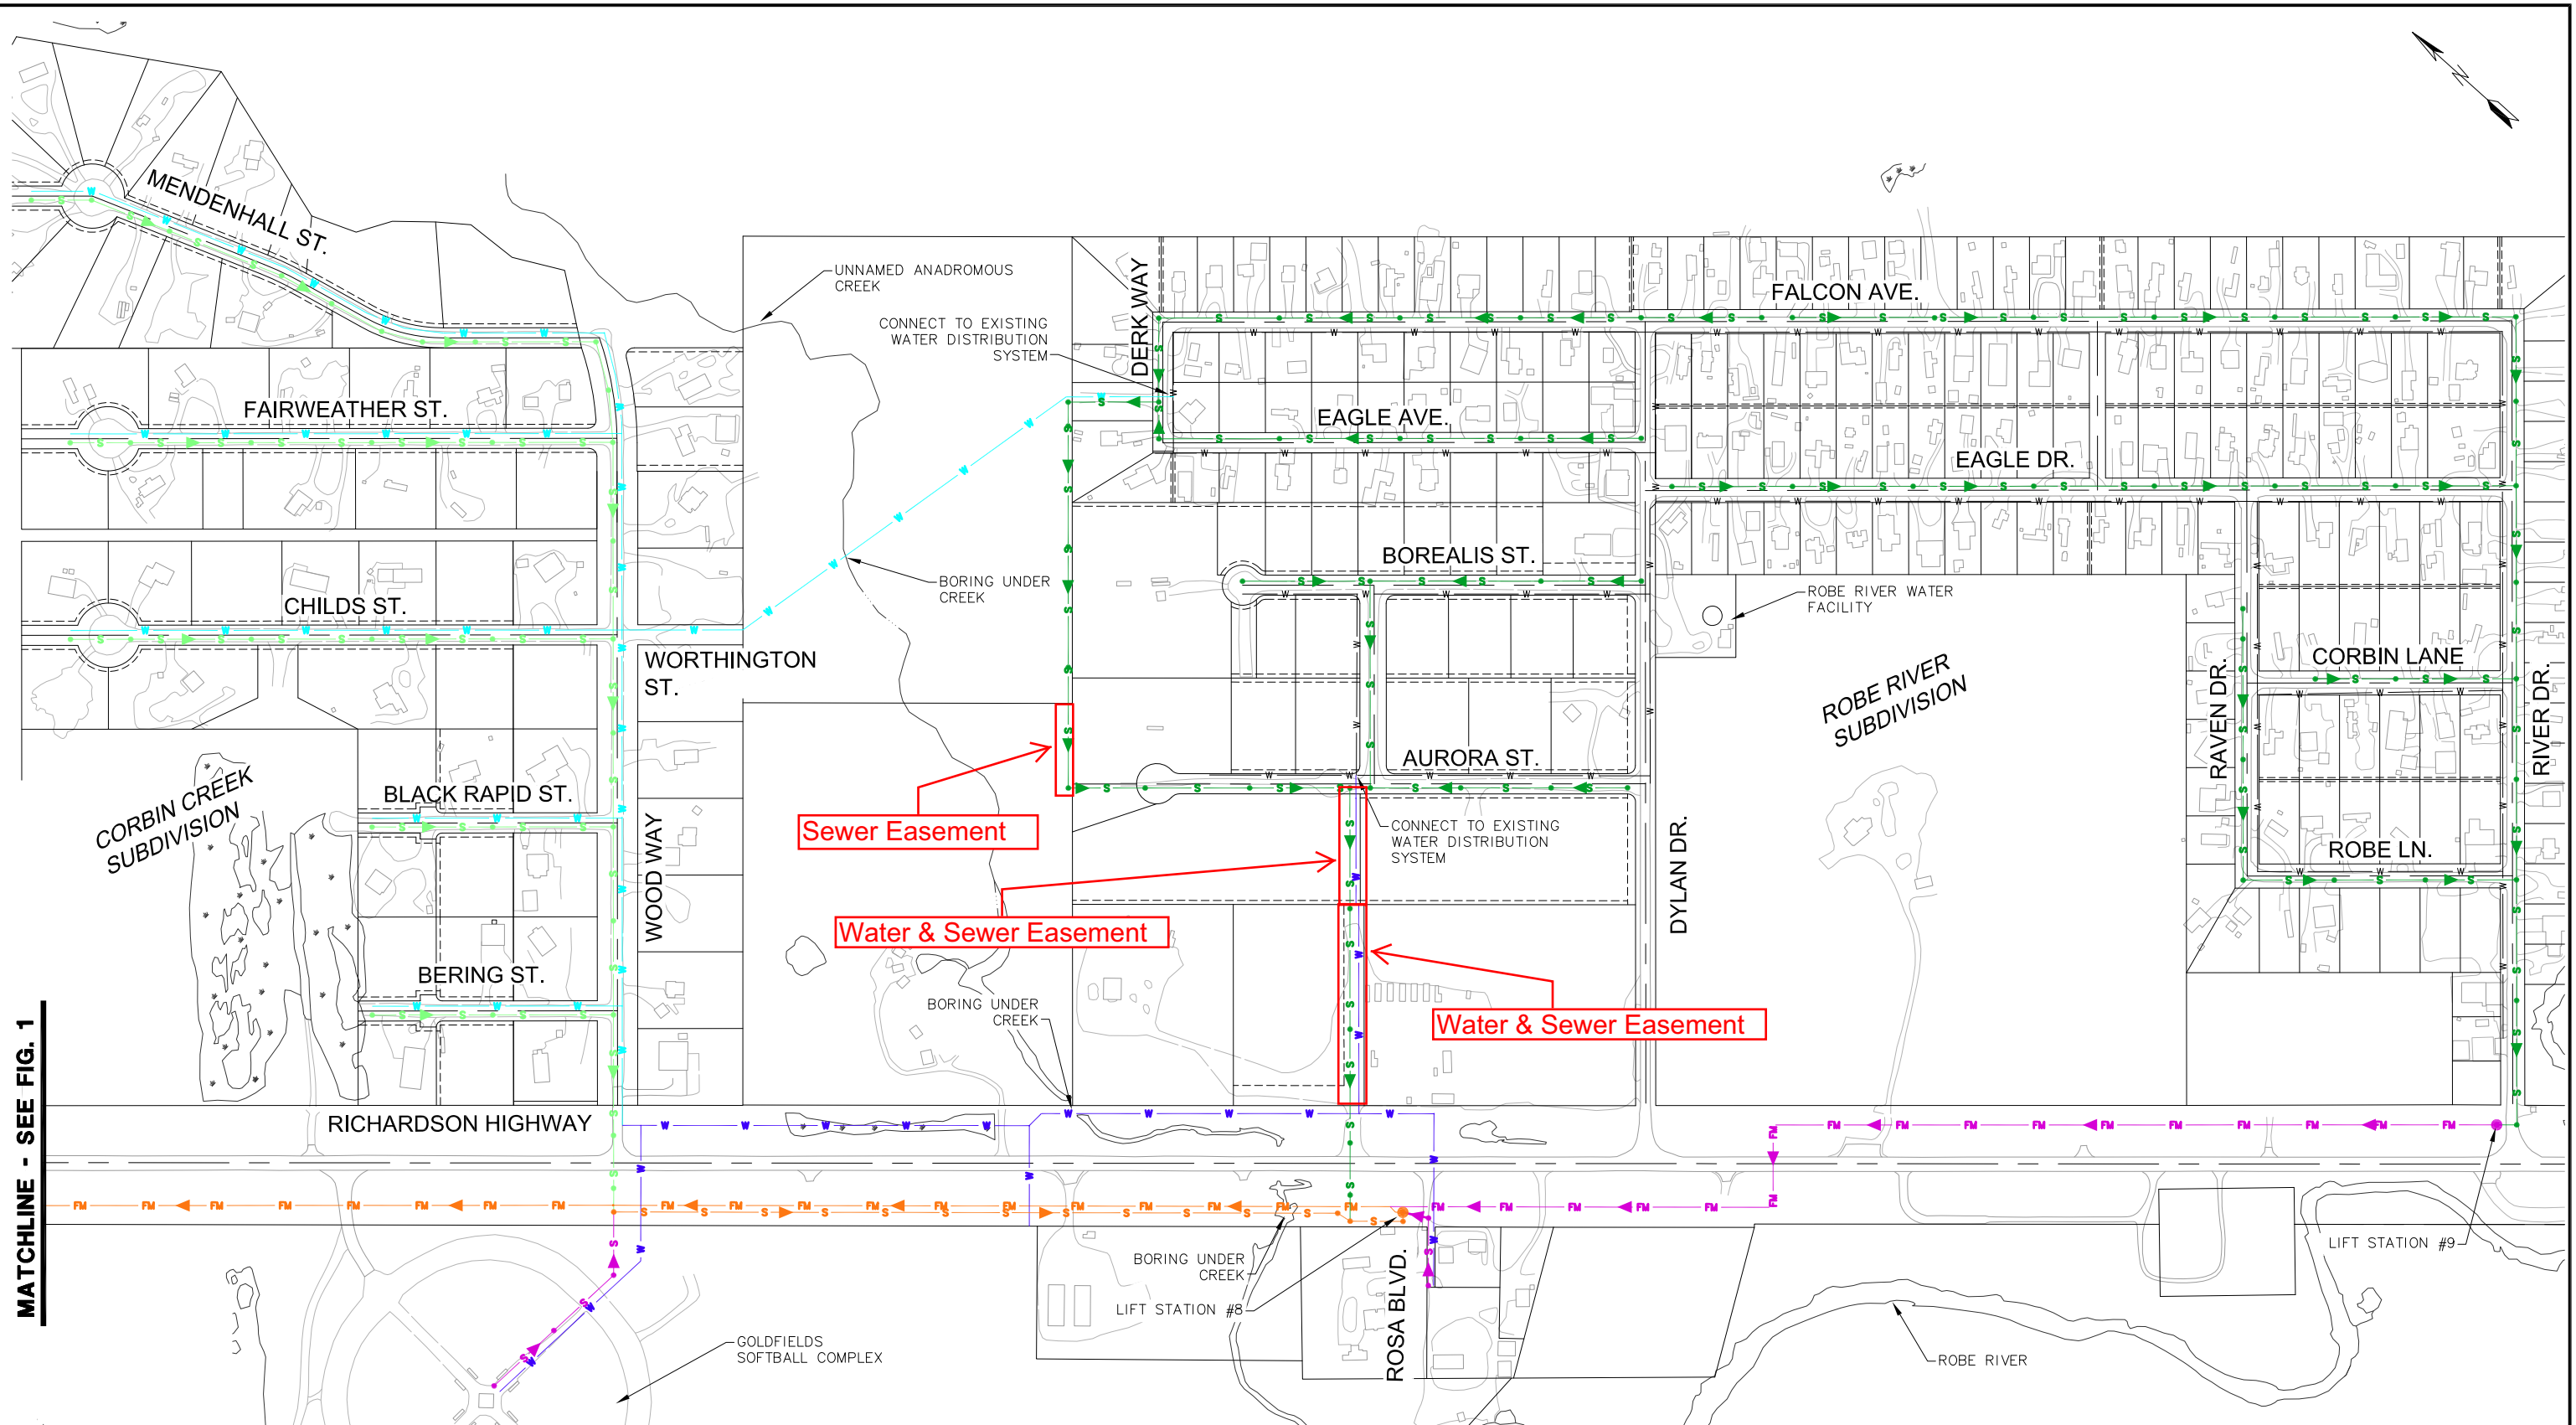 N
MENDENHALL ST.
UNNAMED ANADROMOUS
CREEK
CONNECT TO EXISTING
WATER DISTRIBUTION
SYSTEM
DERK WAY
FALCON AVE.
FAIRWEATHER ST.
EAGLE AVE.
EAGLE DR.
BOREALIS ST.
BORING UNDER
CREEK
ROBE RIVER WATER
FACILITY
CHILDS ST.
WORTHINGTON
ST.
ROBE RIVER
SUBDIVISION
CORBIN LANE
RAVEN DR.
RIVER DR.
AURORA ST.
CORBIN CREEK
SUBDIVISION
BLACK RAPID ST.
WOOD WAY
Sewer Easement
CONNECT TO EXISTING
WATER DISTRIBUTION
SYSTEM
DYLAN DR.
ROBE LN.
Water & Sewer Easement
BERING ST.
BORING UNDER
CREEK
Water & Sewer Easement
MATCHLINE - SEE FIG. 1
RICHARDSON HIGHWAY
BORING UNDER
CREEK
LIFT STATION #8
ROSA BLVD.
LIFT STATION #9
GOLDFIELDS
SOFTBALL COMPLEX
ROBE RIVER